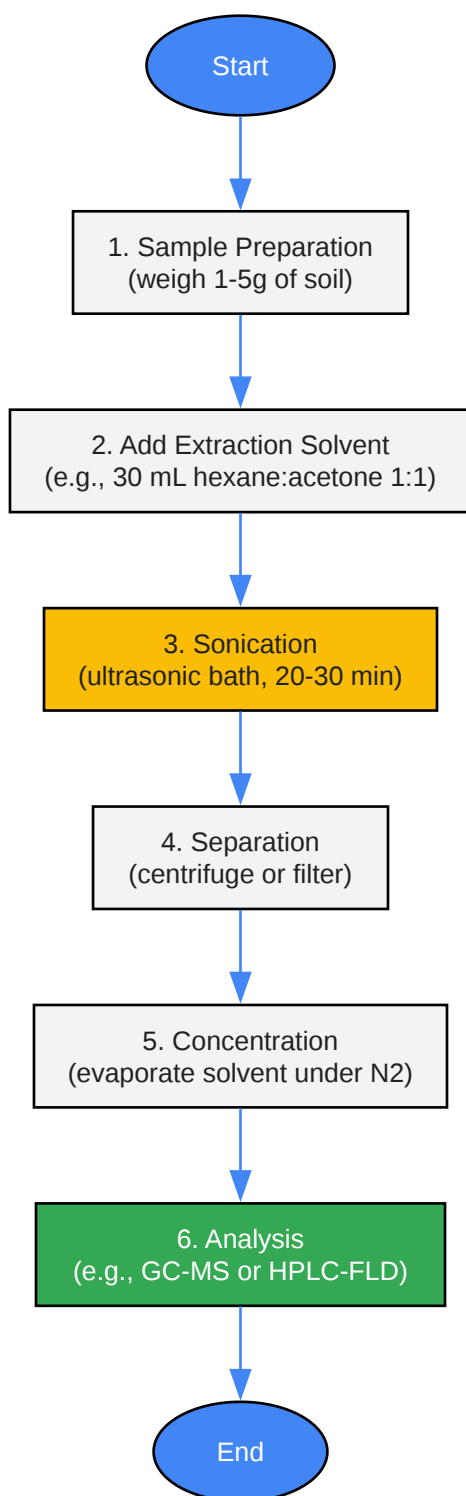 Start
1. Sample Preparation
(weigh 1-5g of soil)
2. Add Extraction Solvent
(e.g., 30 mL hexane:acetone 1:1)
3. Sonication
(ultrasonic bath, 20-30 min)
4. Separation
(centrifuge or filter)
5. Concentration
(evaporate solvent under N2)
6. Analysis
(e.g., GC-MS or HPLC-FLD)
End